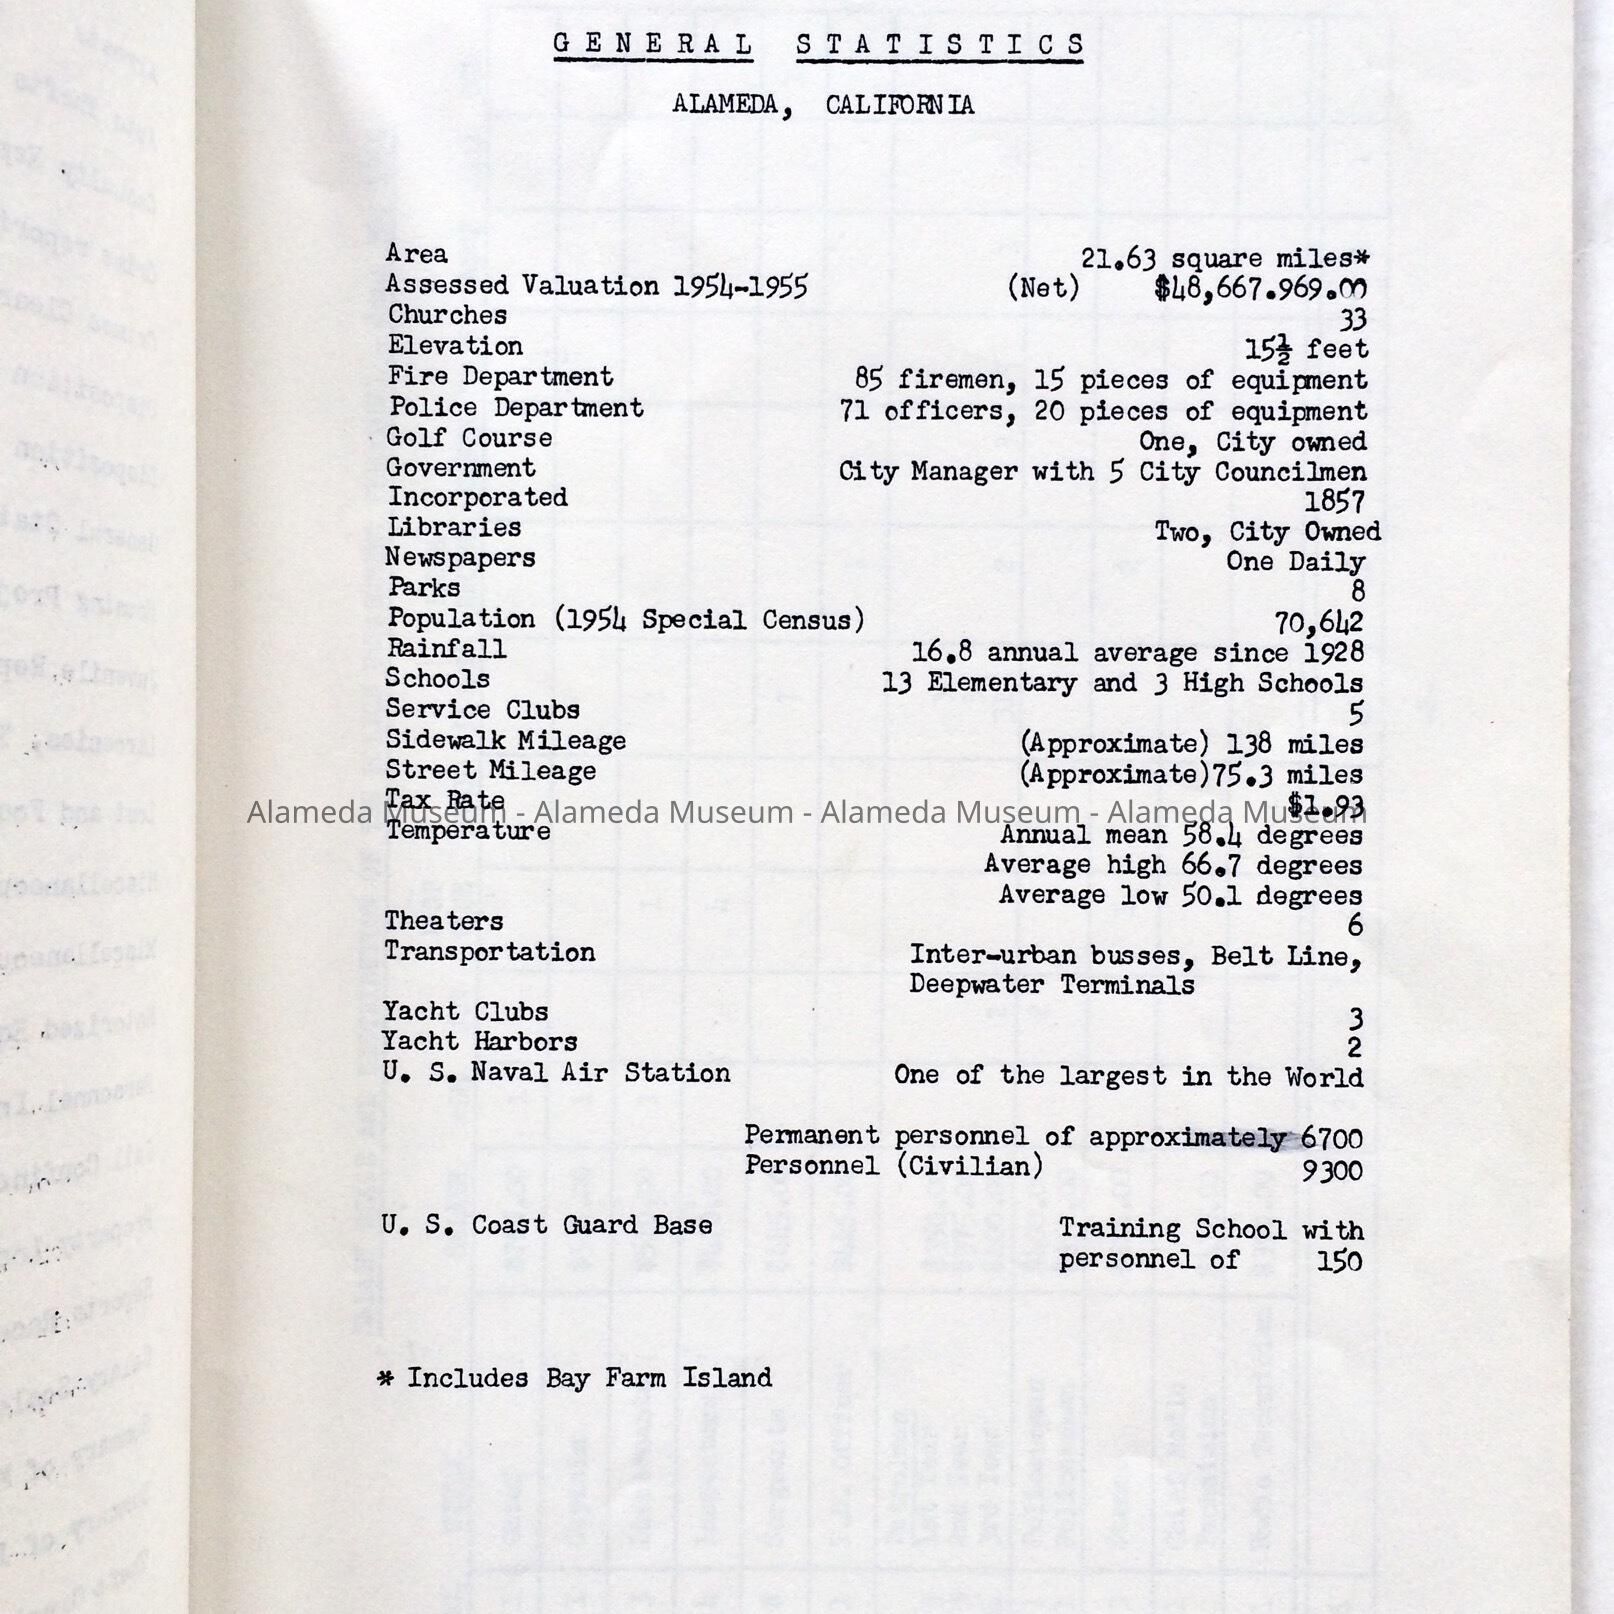 GENERAL STATISTICS
ALAMEDA, CALIFORNIA
Area 21.63 square miles*
Assessed Valuation 1954-1955 (Net) $48,667.969.00
Churches 33
Elevation 15½ feet
Fire Department 85 firemen, 15 pieces of equipment
Police Department 71 officers, 20 pieces of equipment
Golf Course One, City owned
Government City Manager with 5 City Councilmen
Incorporated 1857
Libraries Two, City Owned
Newspapers One Daily
Parks 8
Population (1954 Special Census) 70,642
Rainfall 16.8 annual average since 1928
Schools 13 Elementary and 3 High Schools
Service Clubs 5
Sidewalk Mileage (Approximate) 138 miles
Street Mileage (Approximate)75.3 miles
Tax Rate $1.93
Alameda Museum - Alameda Museum - Alameda Museum - Alameda Museum
Temperature Annual mean 58.4 degrees
Average high 66.7 degrees
Average low 50.1 degrees
Theaters 6
Transportation Inter-urban busses, Belt Line,
Deepwater Terminals
Yacht Clubs 3
Yacht Harbors 2
U. S. Naval Air Station One of the largest in the World
Permanent personnel of approximately 6700
Personnel (Civilian) 9300
U. S. Coast Guard Base Training School with
personnel of 150
* Includes Bay Farm Island